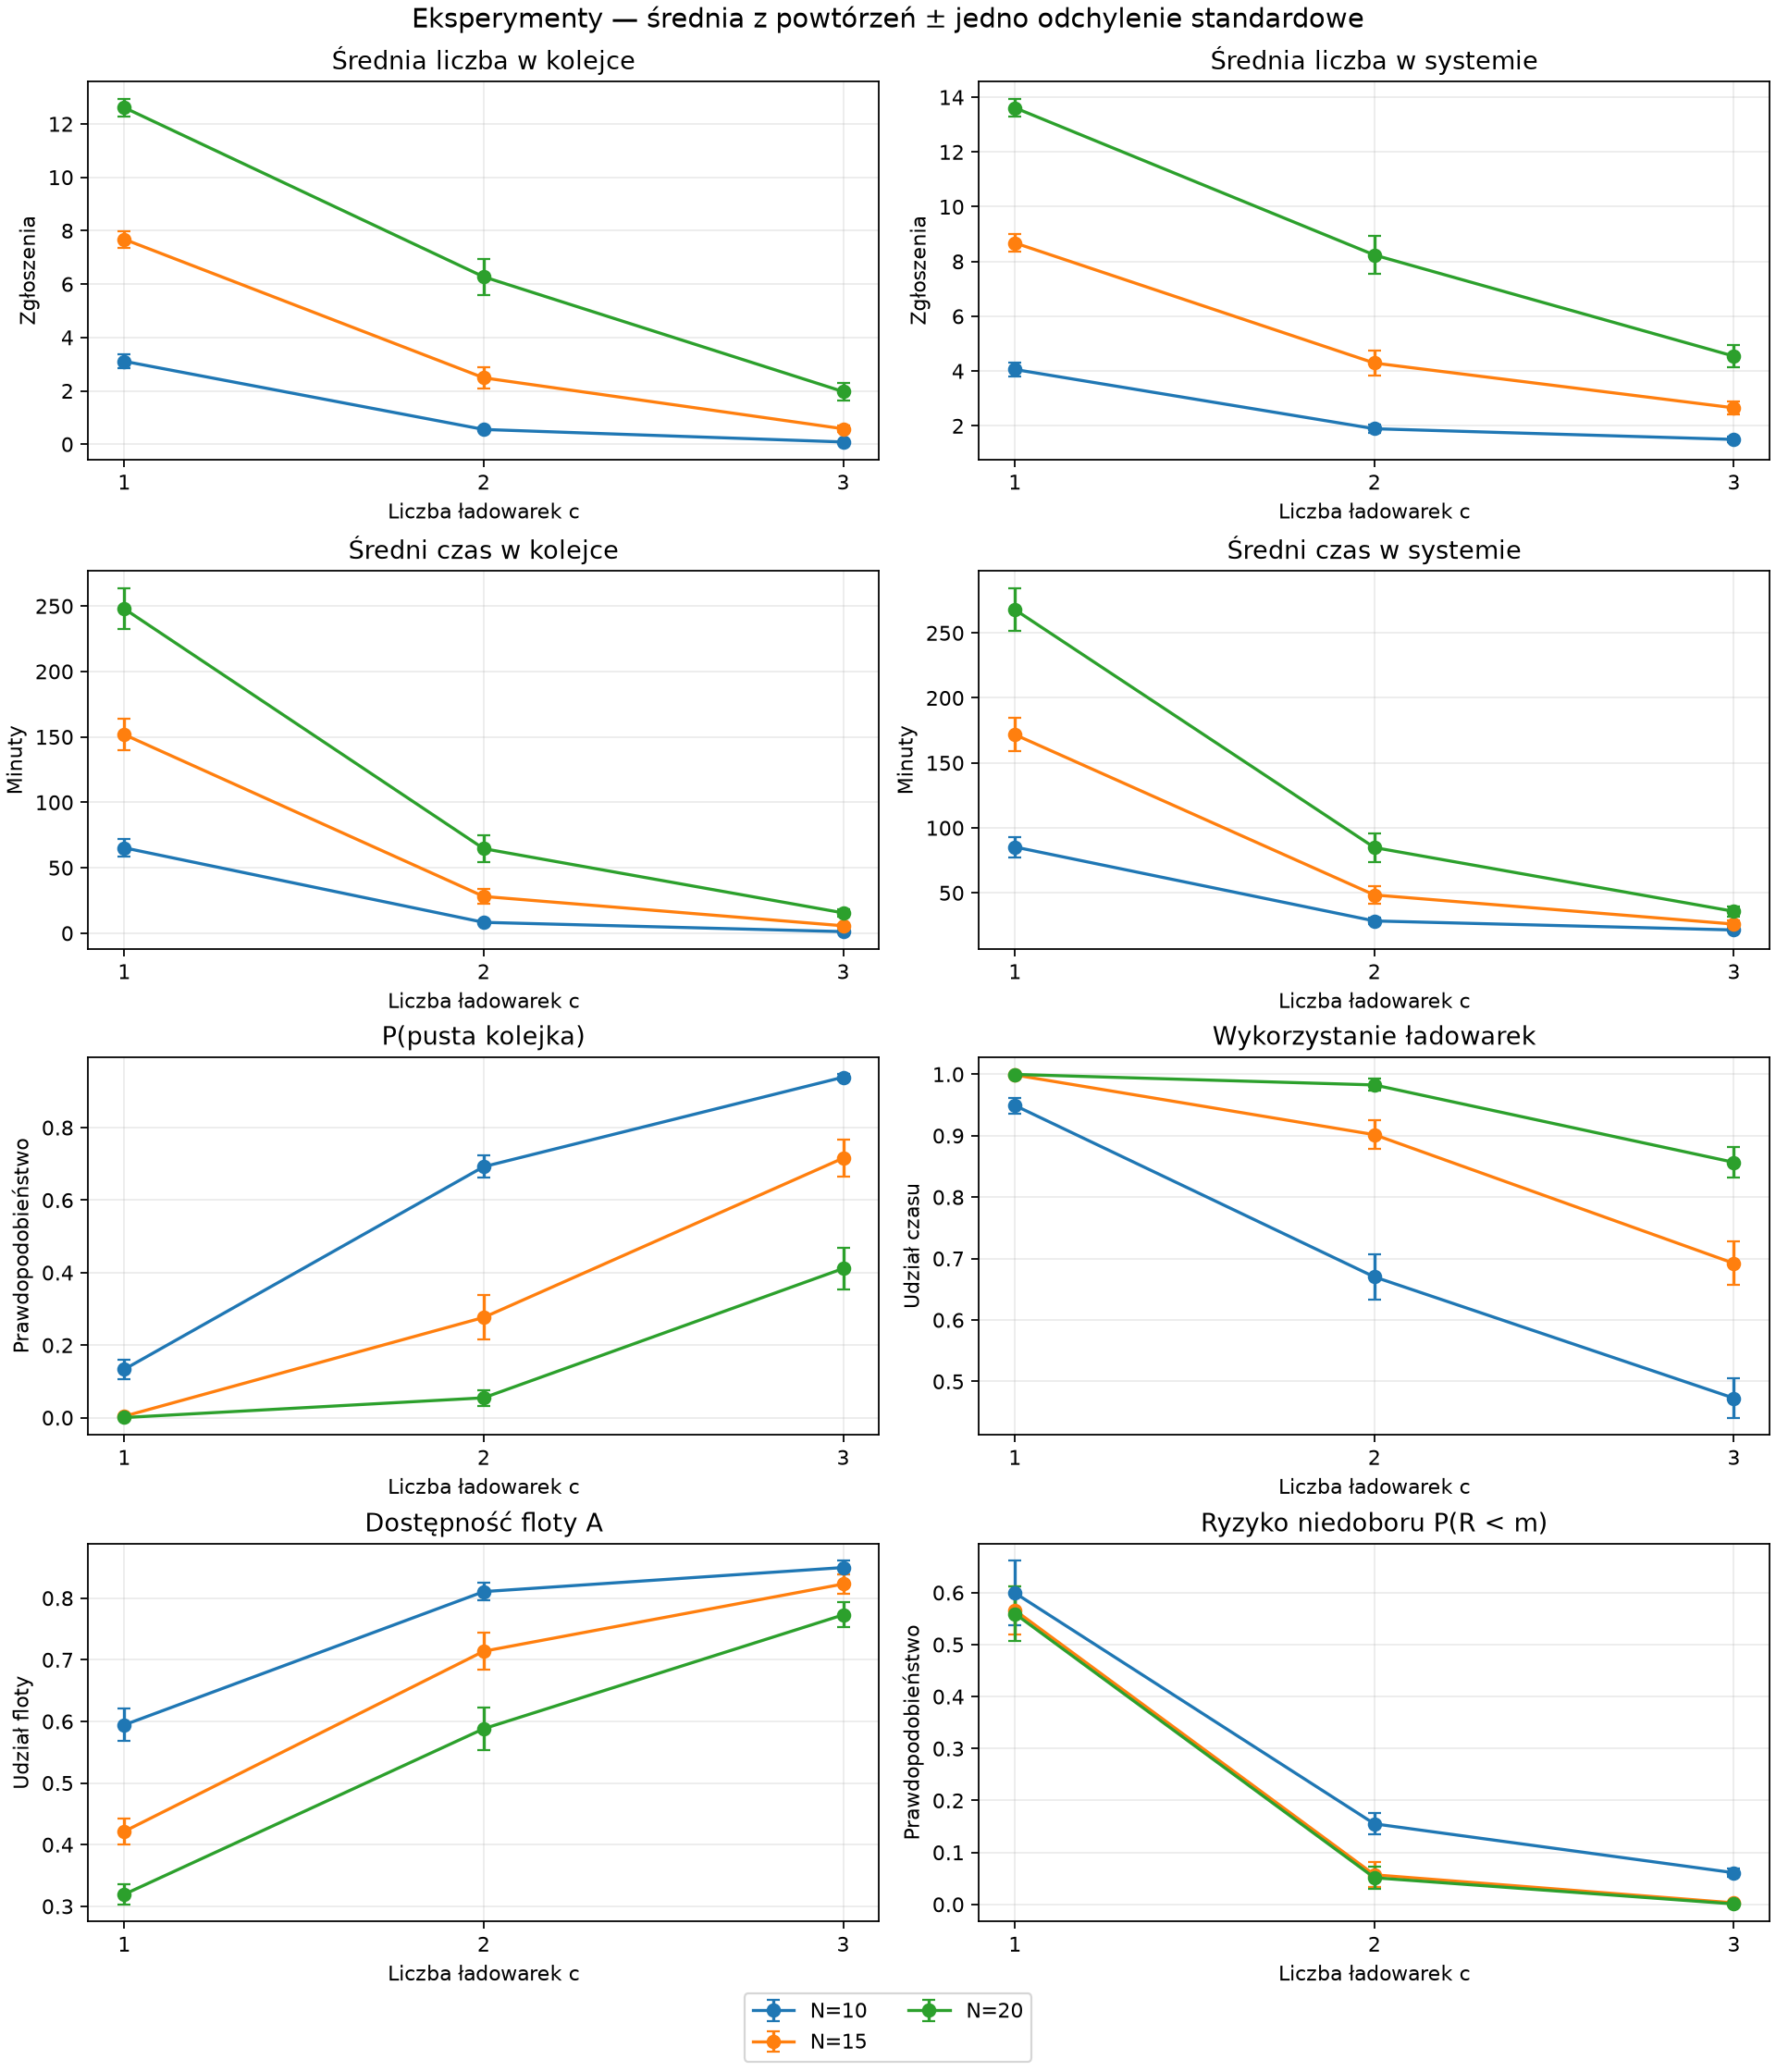 Eksperymenty — średnia z powtórzeń ± jedno odchylenie standardowe
Średnia liczba w kolejce
Zgłoszenia
12
10
8
6
4
2
0
1
2
3
Liczba ładowarek c
Średnia liczba w systemie
Zgłoszenia
14
12
10
8
6
4
2
1
2
3
Liczba ładowarek c
Średni czas w kolejce
Minuty
250
200
150
100
50
0
1
2
3
Liczba ładowarek c
Średni czas w systemie
Minuty
250
200
150
100
50
1
2
3
Liczba ładowarek c
P(pusta kolejka)
Prawdopodobieństwo
0.8
0.6
0.4
0.2
0.0
1
2
3
Liczba ładowarek c
Wykorzystanie ładowarek
Udział czasu
1.0
0.9
0.8
0.7
0.6
0.5
1
2
3
Liczba ładowarek c
Dostępność floty A
Udział floty
0.8
0.7
0.6
0.5
0.4
0.3
1
2
3
Liczba ładowarek c
Ryzyko niedoboru P(R < m)
Prawdopodobieństwo
0.6
0.5
0.4
0.3
0.2
0.1
0.0
1
2
3
Liczba ładowarek c
N=10
N=15
N=20